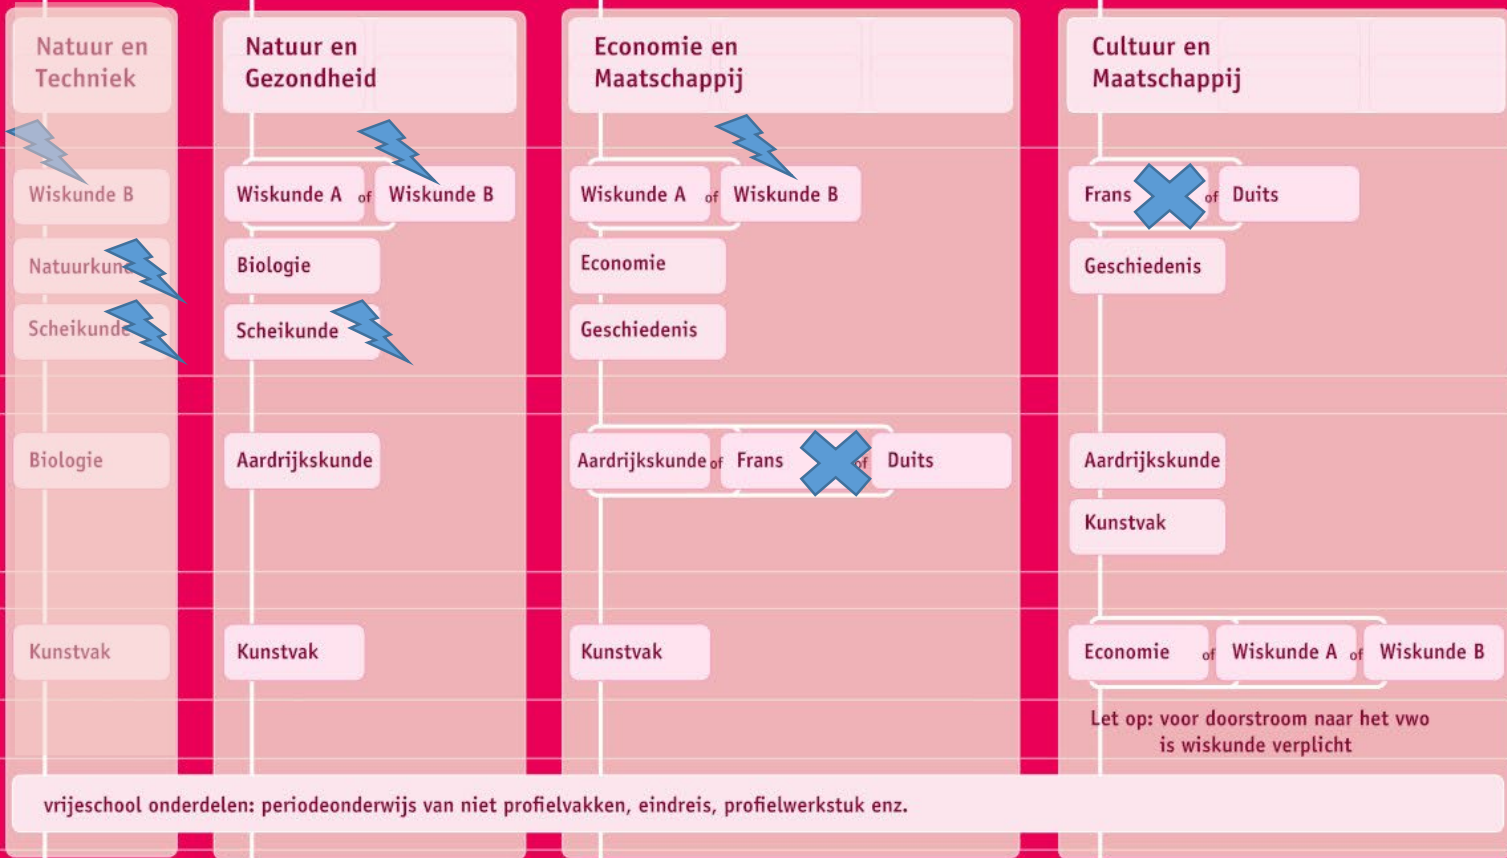 Natuur en
Techniek
Wiskunde B
Natuurkun
Scheikunde
Biologie
Kunstvak
Natuur en
Gezondheid
Wiskunde A of Wiskunde B
Biologie
Scheikunde
Aardrijkskunde
Kunstvak
Economie en
Maatschappij
Wiskunde A of Wiskunde B
Economie
Geschiedenis
Aardrijkskunde of Frans of Duits
Kunstvak
Cultuur en
Maatschappij
Frans of Duits
Geschiedenis
Aardrijkskunde
Kunstvak
Economie of Wiskunde A of Wiskunde B
Let op: voor doorstroom naar het vwo
is wiskunde verplicht
vrijeschool onderdelen: periodeonderwijs van niet profielvakken, eindreis, profielwerkstuk enz.